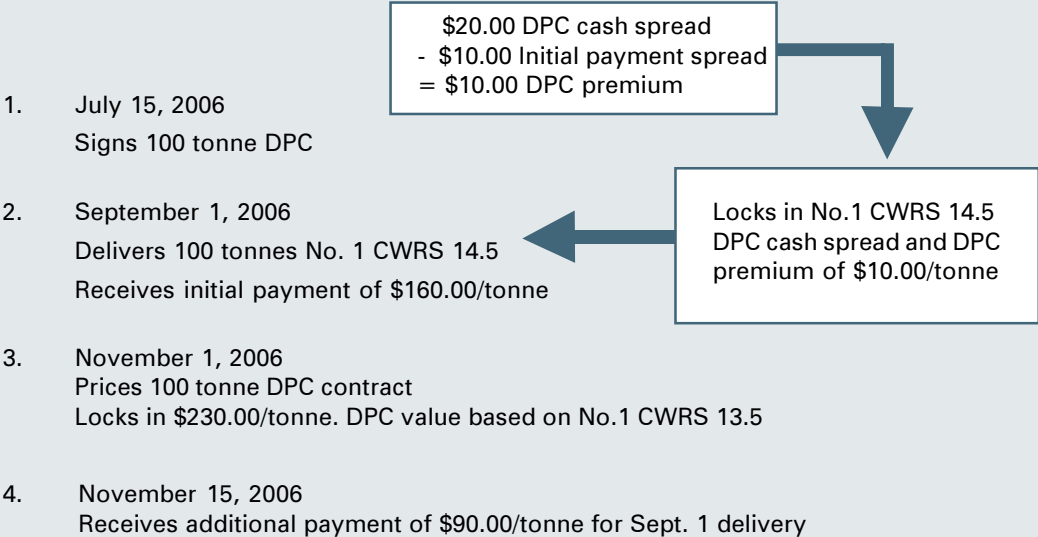 $20.00 DPC cash spread
- $10.00 Initial payment spread
= $10.00 DPC premium
1. July 15, 2006
Signs 100 tonne DPC
2. September 1, 2006
Delivers 100 tonnes No. 1 CWRS 14.5
Receives initial payment of $160.00/tonne
Locks in No.1 CWRS 14.5
DPC cash spread and DPC
premium of $10.00/tonne
3. November 1, 2006
Prices 100 tonne DPC contract
Locks in $230.00/tonne. DPC value based on No.1 CWRS 13.5
4. November 15, 2006
Receives additional payment of $90.00/tonne for Sept. 1 delivery